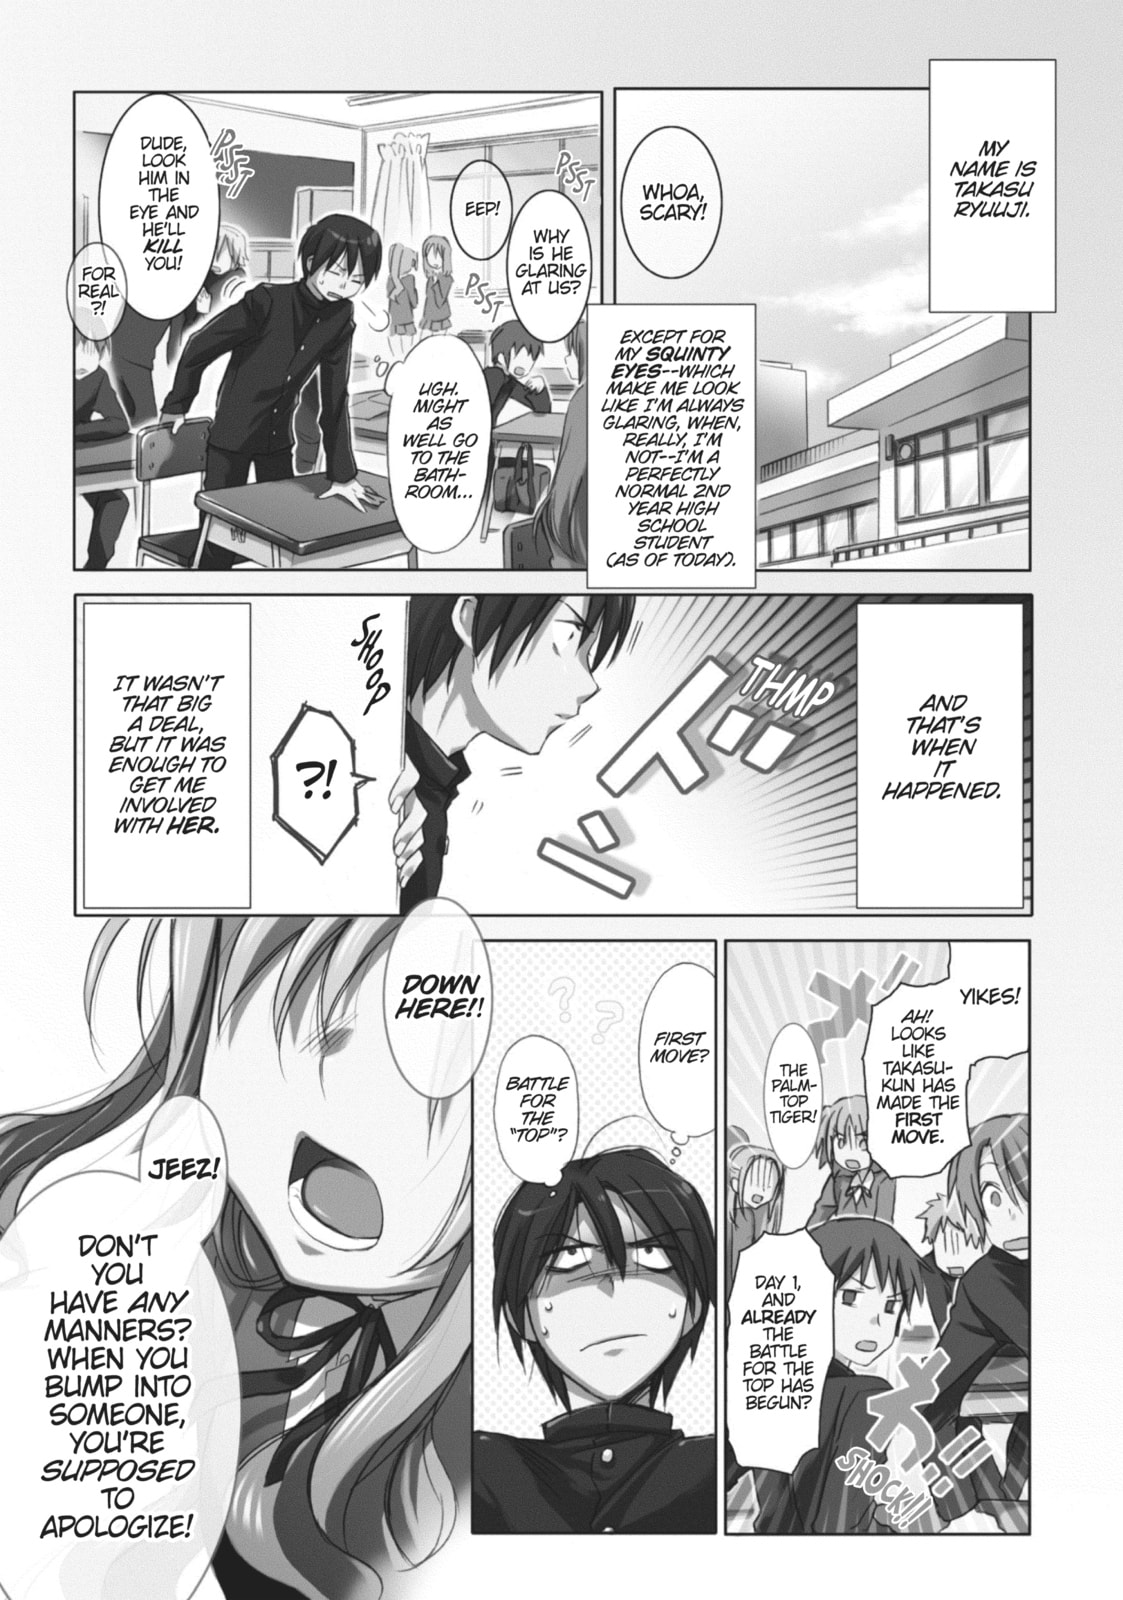 MY
NAME IS
TAKASU
RYUUJI.
WHOA,
SCARY!
EXCEPT FOR
MY SQUINTY
EYES--WHICH
MAKE ME LOOK
LIKE I'M ALWAYS
GLARING, WHEN,
REALLY, I'M
NOT--I'M A
PERFECTLY
NORMAL 2ND
YEAR HIGH
SCHOOL
STUDENT
(AS OF TODAY).
PSST
WHY
IS HE
GLARING
AT US?
EEP!
PSST
PSST
DUDE,
LOOK
HIM IN
THE
EYE AND
HE'LL
KILL
YOU!
FOR
REAL
?!
UGH.
MIGHT
AS
WELL GO
TO THE
BATH-
ROOM...
AND
THAT'S
WHEN
IT
HAPPENED.
THMP
ドンッ
SHOOP
?!
IT WASN'T
THAT BIG
A DEAL,
BUT IT WAS
ENOUGH TO
GET ME
INVOLVED
WITH HER.
YIKES!
AH!
LOOKS
LIKE
TAKASU-
KUN HAS
MADE THE
FIRST
MOVE.
THE
PALM-
TOP
TIGER!
DAY 1,
AND
ALREADY
THE
BATTLE
FOR THE
TOP HAS
BEGUN?
SHOCK!!
FIRST
MOVE?
BATTLE
FOR
THE
"TOP"?
? ? ?
DOWN
HERE!!
JEEZ!
DON'T
YOU
HAVE ANY
MANNERS?
WHEN YOU
BUMP INTO
SOMEONE,
YOU'RE
SUPPOSED
TO
APOLOGIZE!